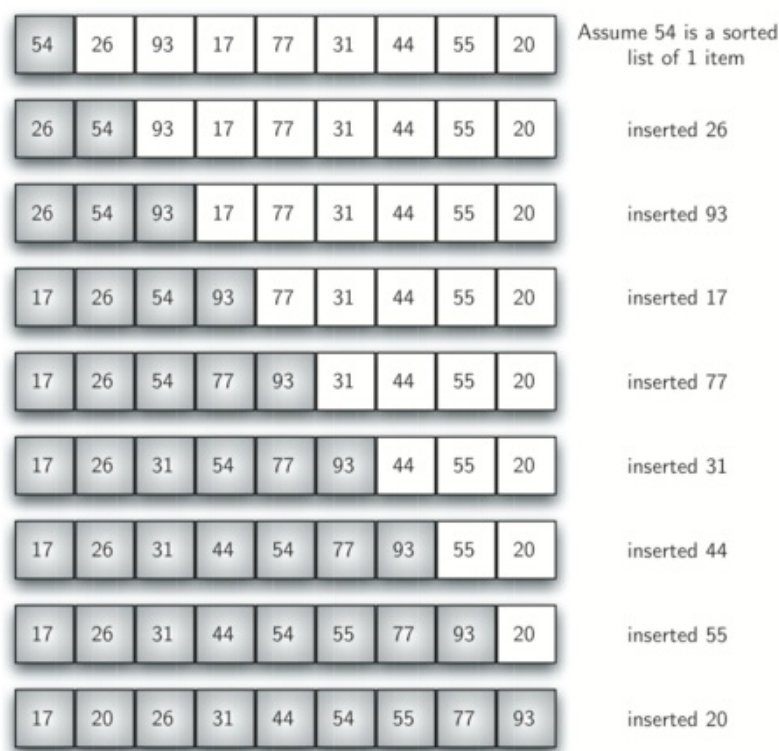 54 26 93 17 77 31 44 55 20 Assume 54 is a sorted
list of 1 item
26 54 93 17 77 31 44 55 20 inserted 26
26 54 93 17 77 31 44 55 20 inserted 93
17 26 54 93 77 31 44 55 20 inserted 17
17 26 54 77 93 31 44 55 20 inserted 77
17 26 31 54 77 93 44 55 20 inserted 31
17 26 31 44 54 77 93 55 20 inserted 44
17 26 31 44 54 55 77 93 20 inserted 55
17 20 26 31 44 54 55 77 93 inserted 20